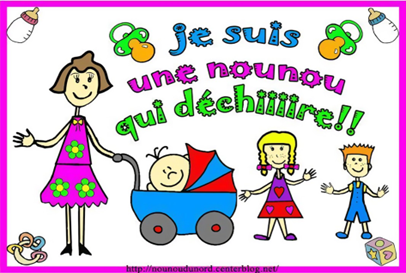 je suis
une nounou
qui déchiiiire!!
http://nounoudunord.centerblog.net/